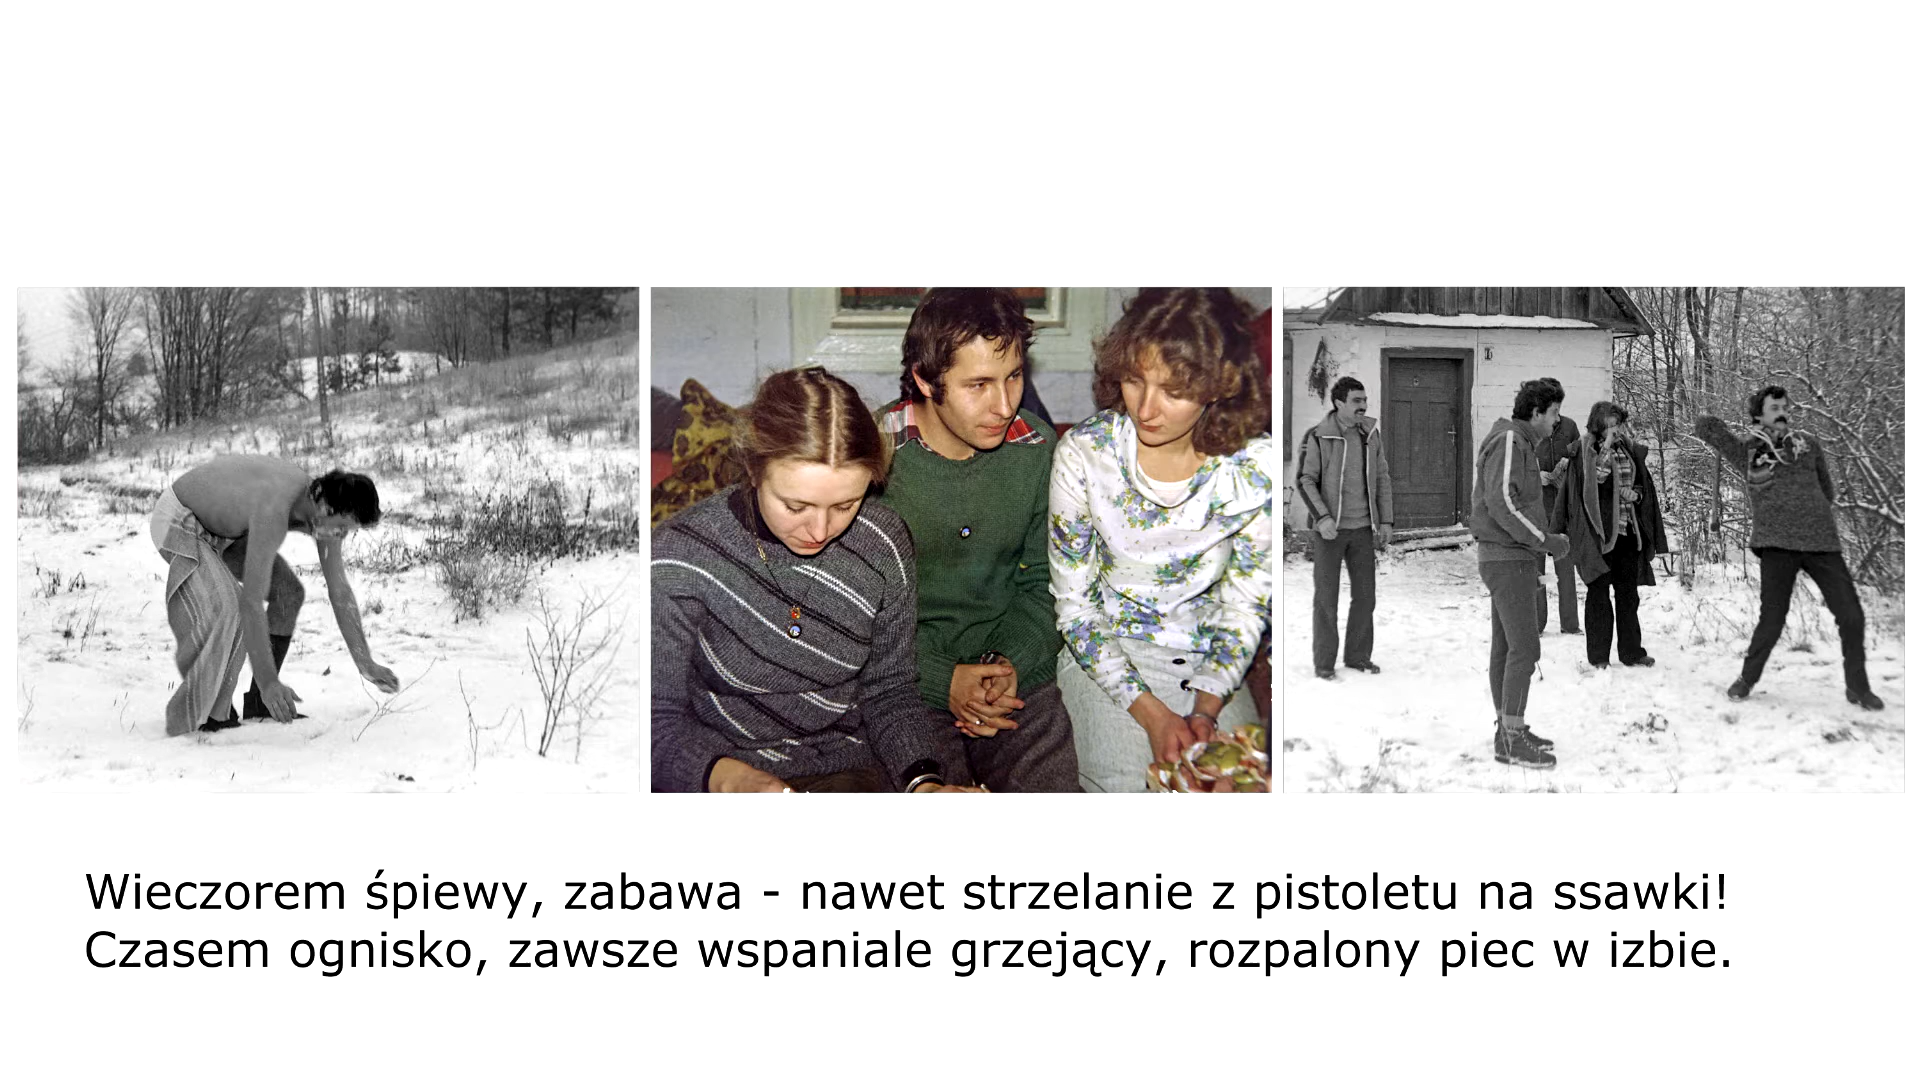 Wieczorem śpiewy, zabawa - nawet strzelanie z pistoletu na ssawki!
Czasem ognisko, zawsze wspaniale grzejący, rozpalony piec w izbie.